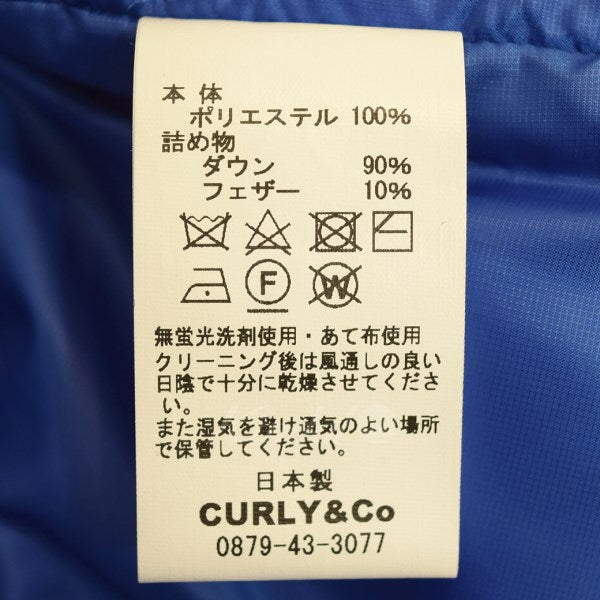 本 体
ポリエステル 100%
詰め物
ダウン 90%
フェザー 10%
F W
無蛍光洗剤使用・あて布使用
クリーニング後は風通しの良い
日陰で十分に乾燥させてくださ
い。
また湿気を避け通気のよい場所
で保管してください。
日本製
CURLY&Co
0879-43-3077